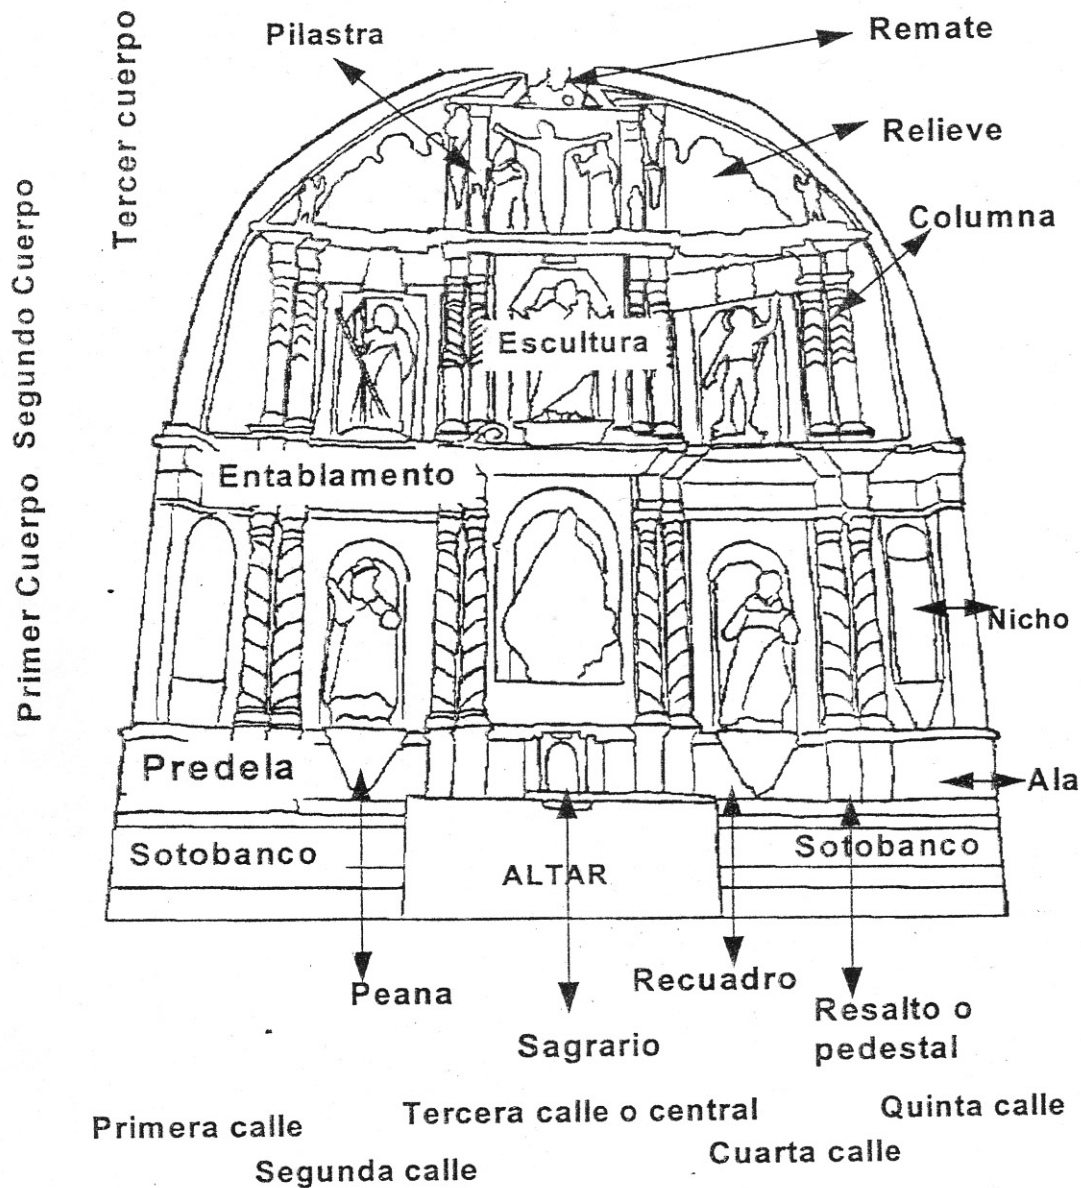 Pilastra
Remate
Tercer cuerpo
Relieve
Columna
Segundo Cuerpo
Escultura
Entablamento
Primer Cuerpo
Nicho
Predela
Ala
Sotobanco
Sotobanco
ALTAR
Peana
Recuadro
Resalto o
pedestal
Sagrario
Primera calle
Tercera calle o central
Quinta calle
Segunda calle
Cuarta calle